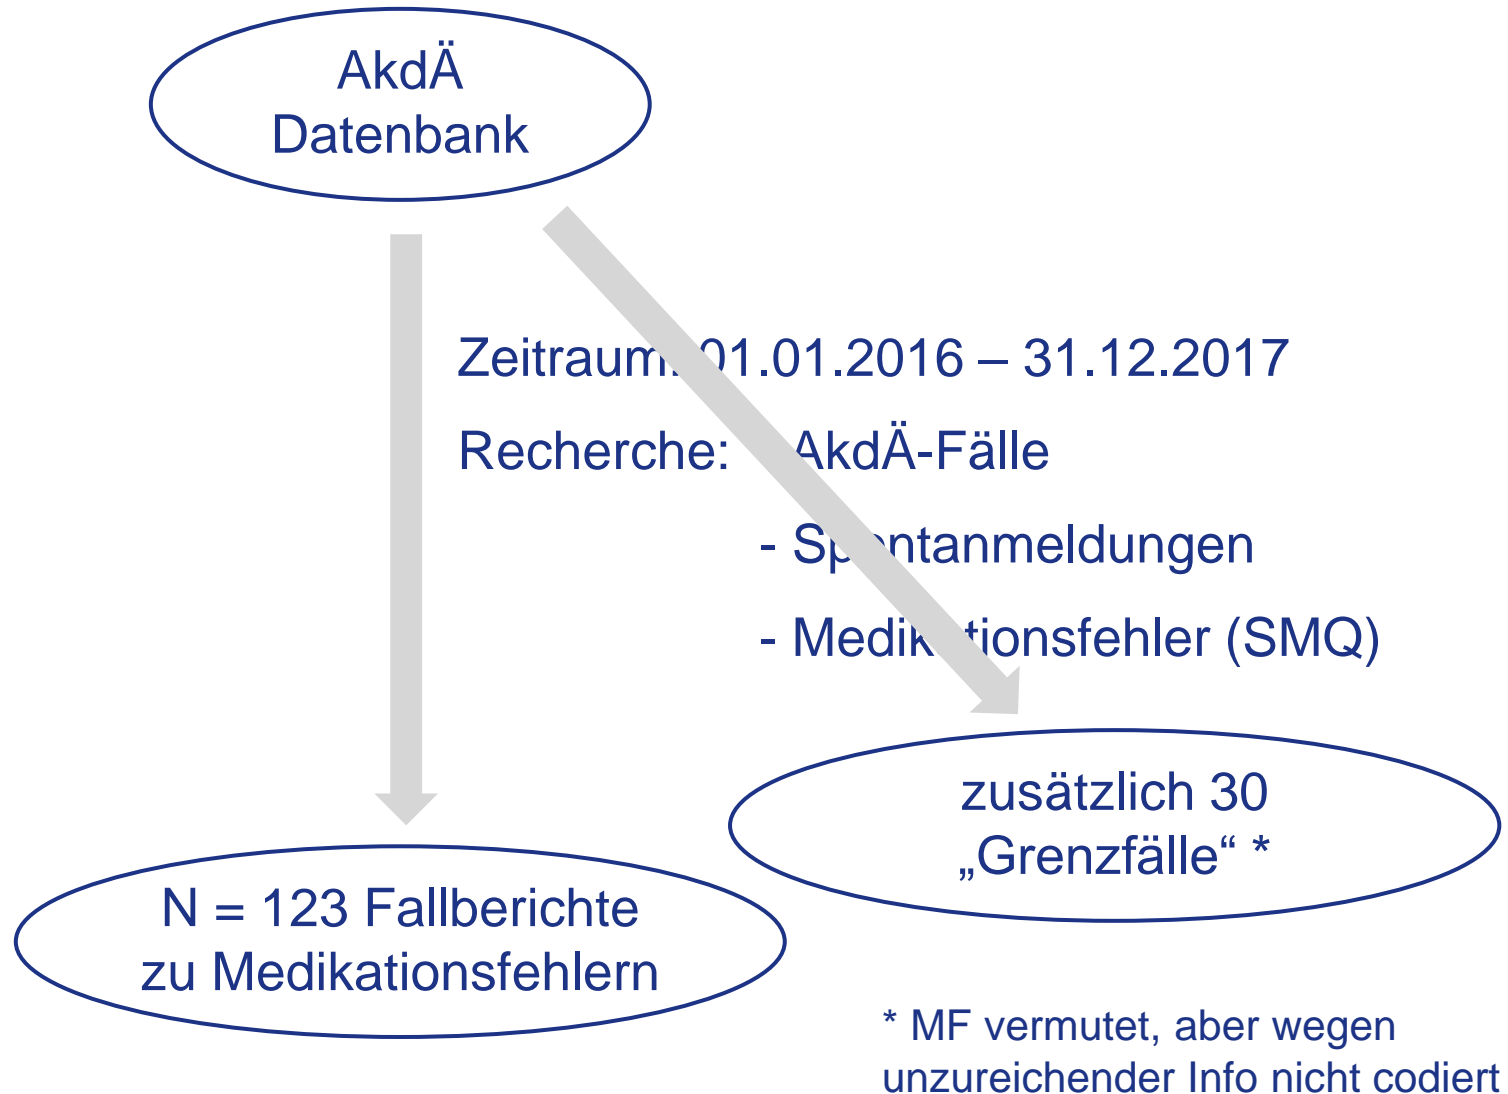 AkdÄ
Datenbank
Zeitraum: 01.01.2016 – 31.12.2017
Recherche: AkdÄ-Fälle
- Spontanmeldungen
- Medikationsfehler (SMQ)
zusätzlich 30
„Grenzfälle“ *
N = 123 Fallberichte
zu Medikationsfehlern
* MF vermutet, aber wegen
unzureichender Info nicht codiert